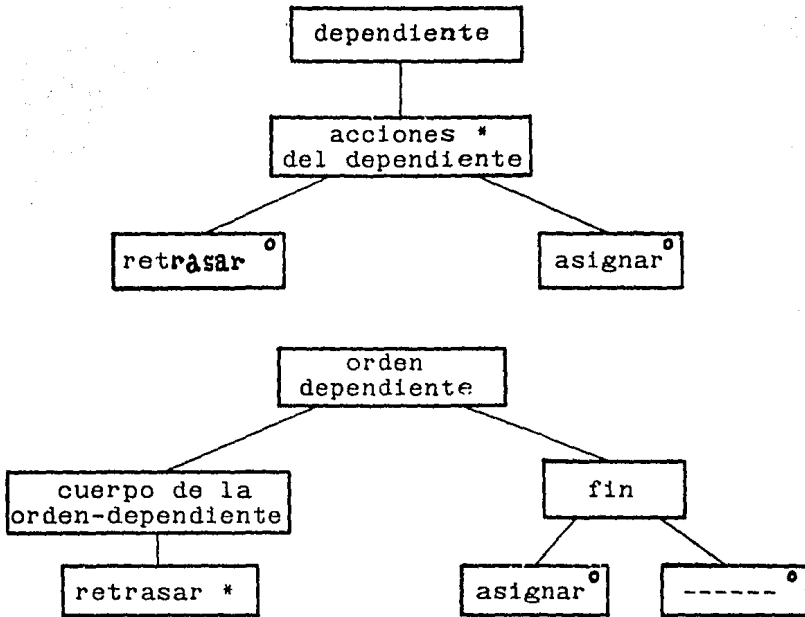 dependiente
acciones *
del dependiente
retrasar o
asignar o
orden
dependiente
cuerpo de la
orden-dependiente
fin
retrasar *
asignar o
------ o